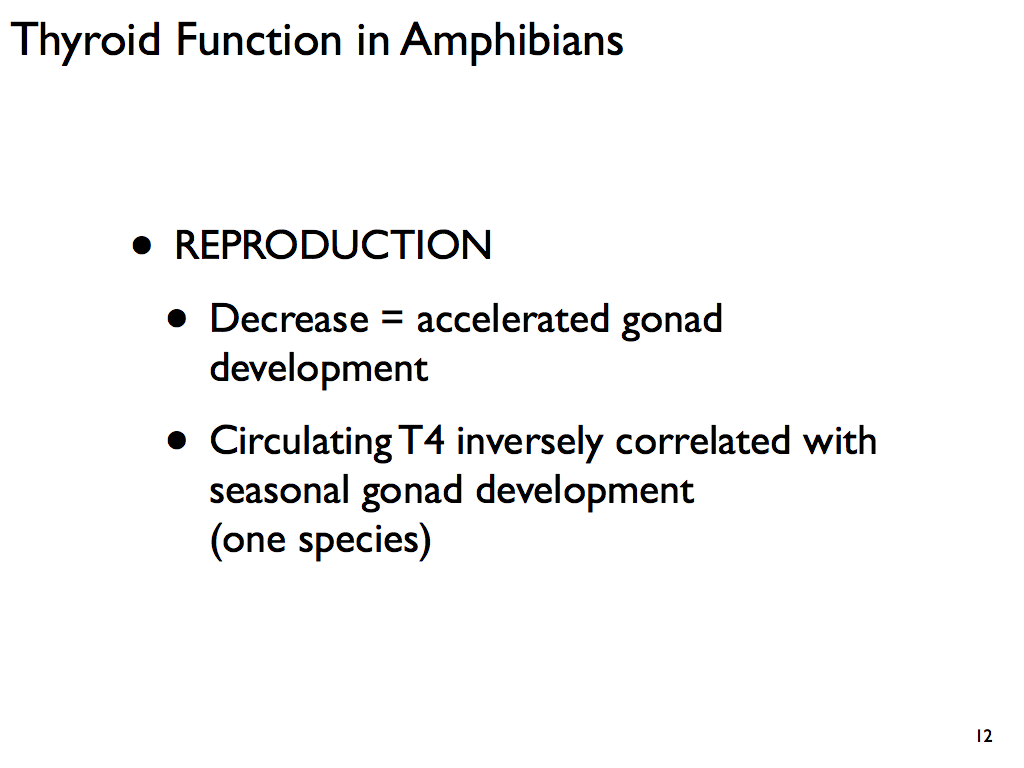 Thyroid Function in Amphibians
• REPRODUCTION
• Decrease = accelerated gonad
development
• Circulating T4 inversely correlated with
seasonal gonad development
(one species)
12